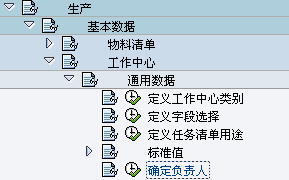 生产
基本数据
物料清单
工作中心
通用数据
定义工作中心类别
定义字段选择
定义任务清单用途
标准值
确定负责人